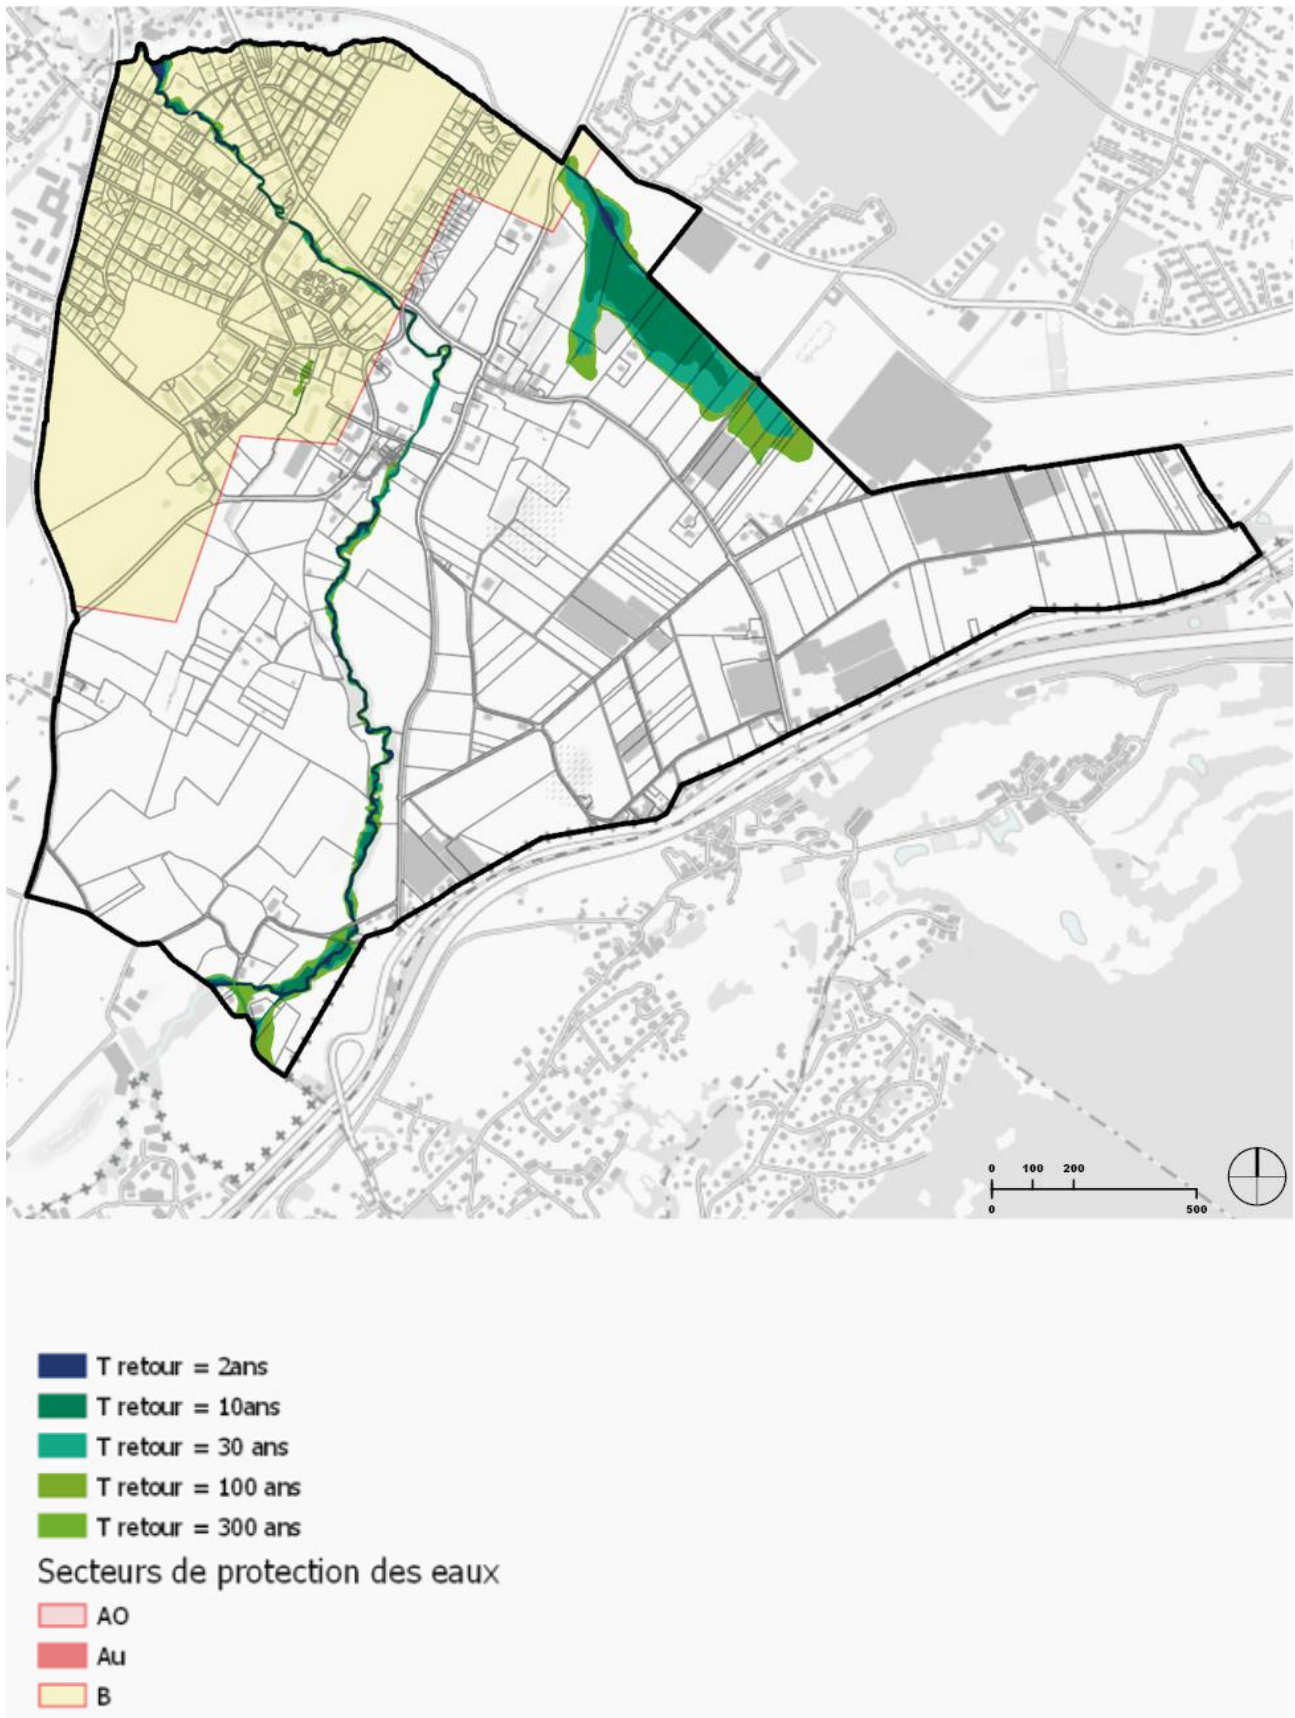 0 100 200
0 500
T retour = 2ans
T retour = 10ans
T retour = 30 ans
T retour = 100 ans
T retour = 300 ans
Secteurs de protection des eaux
AO
Au
B